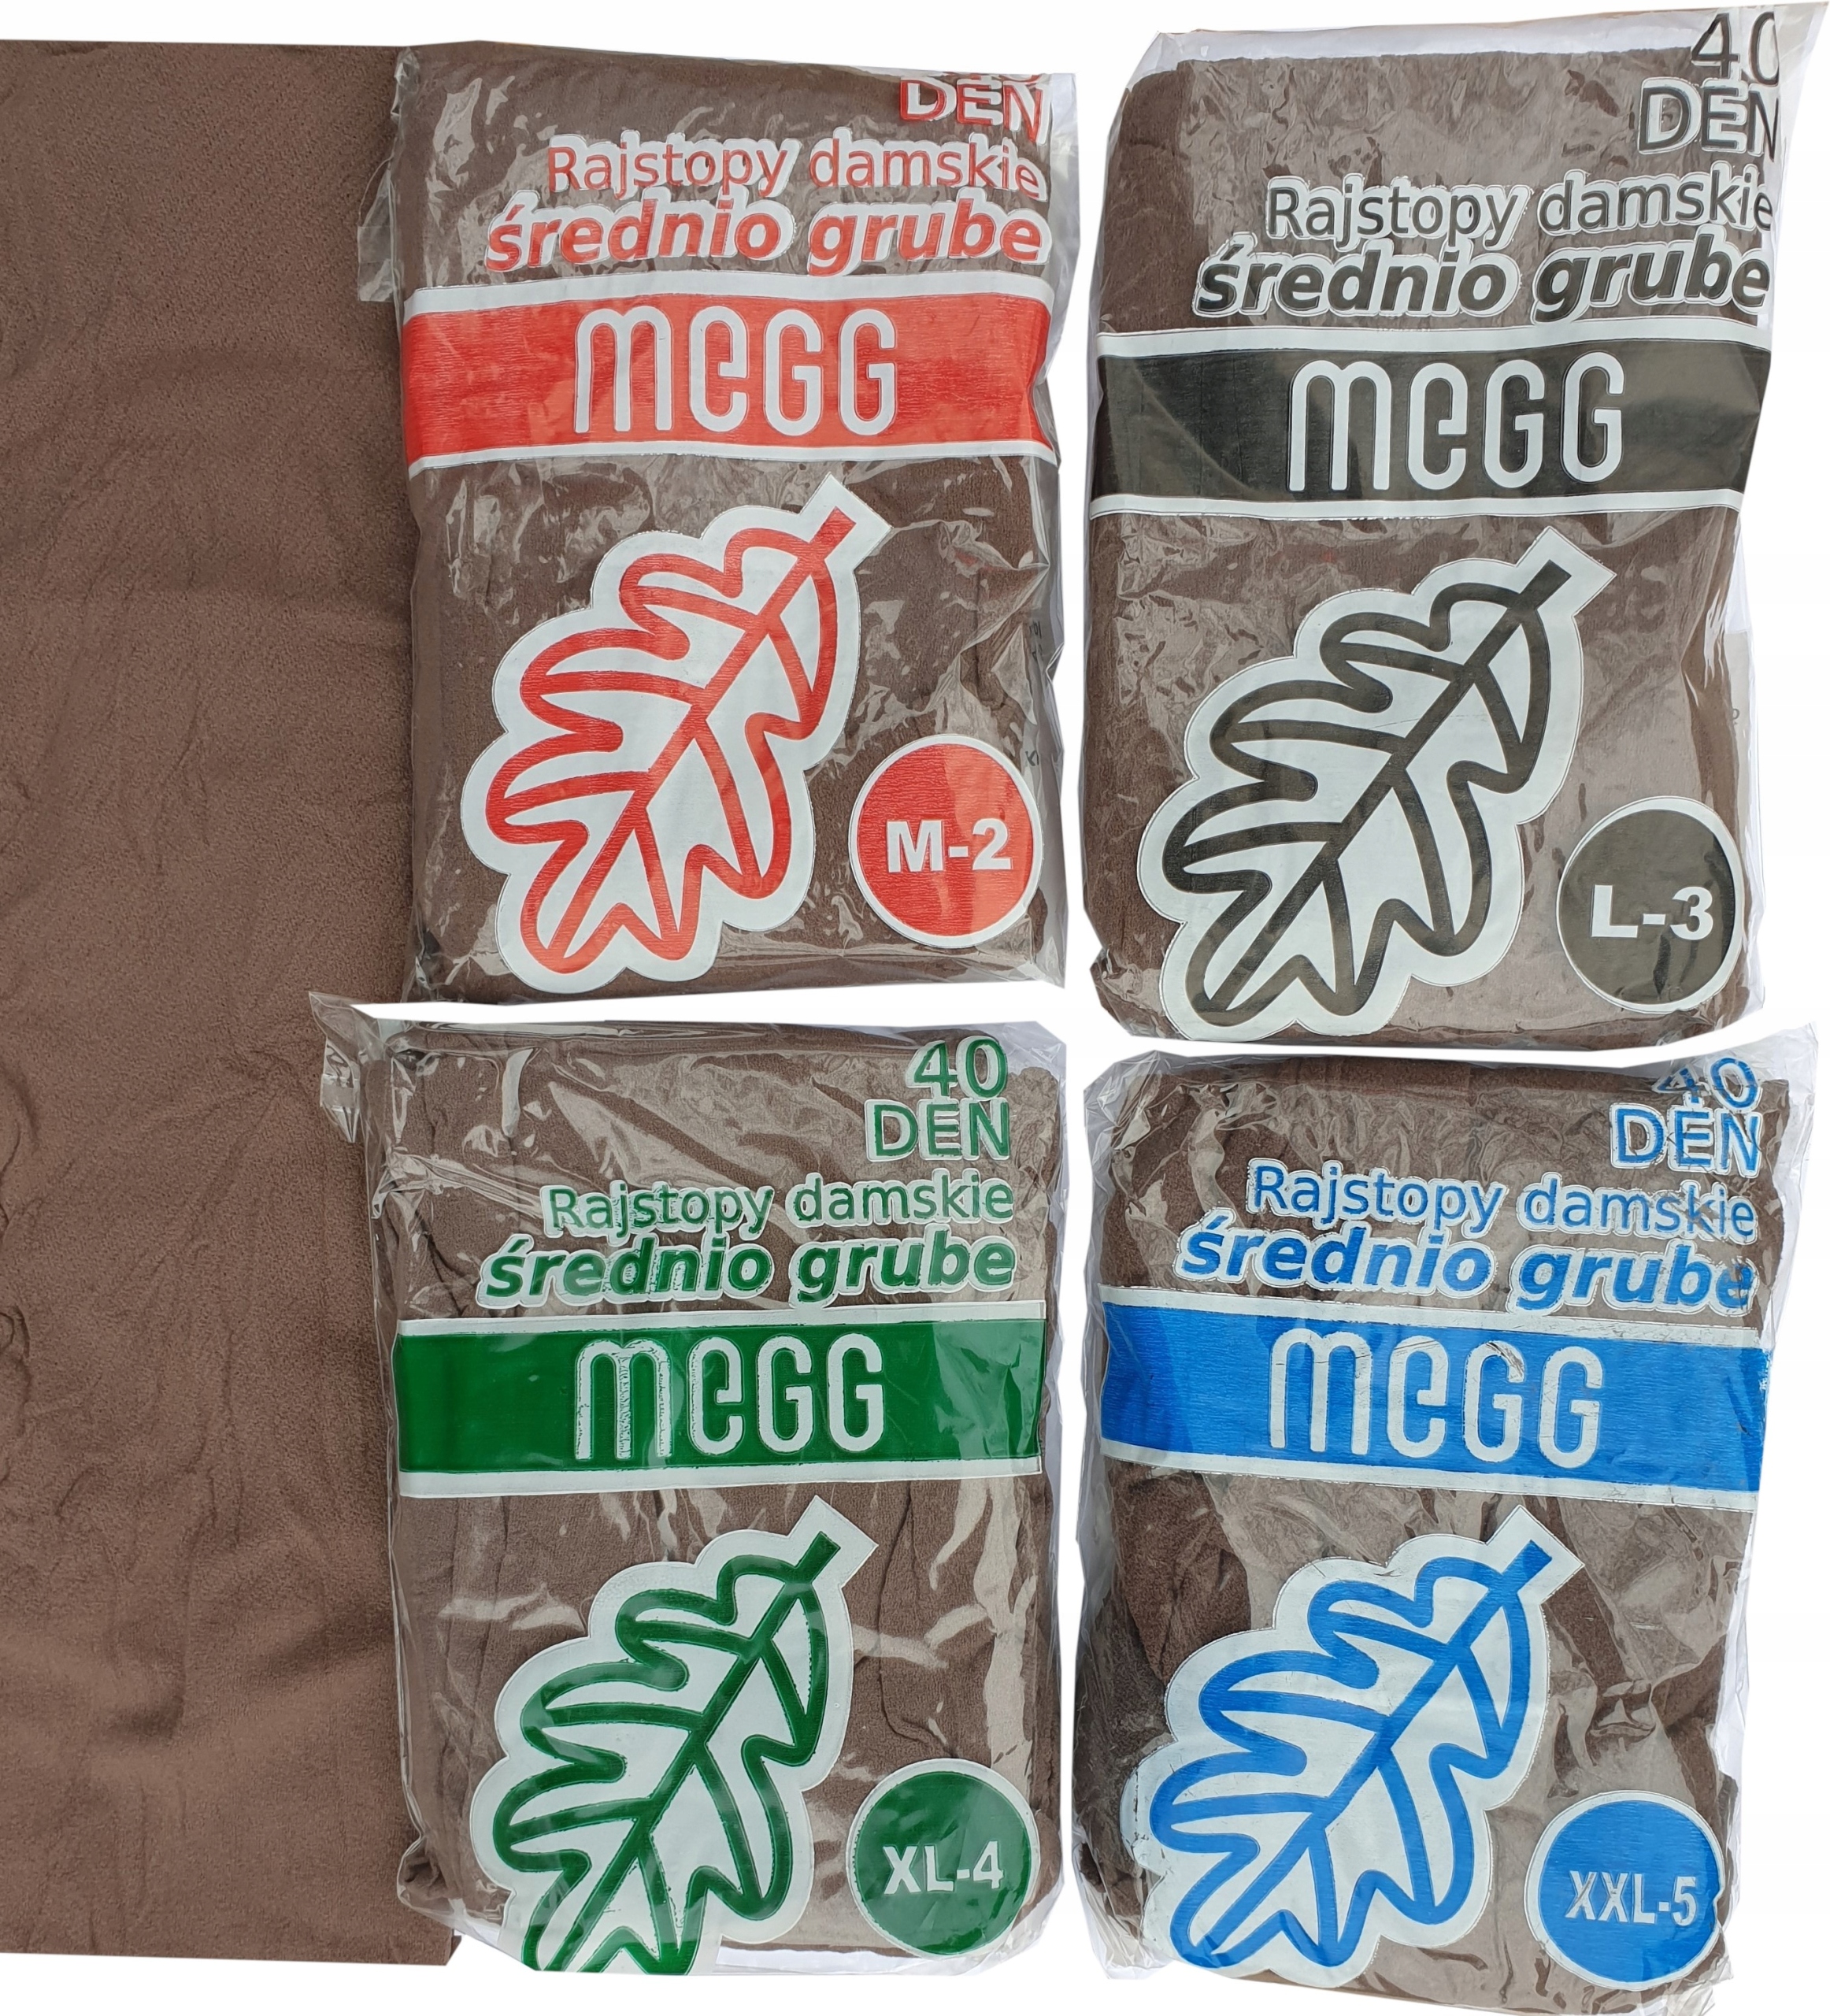 DEN
Rajstopy damskie
średnio grube
meGG
M-2
40
DEN
Rajstopy damskie
średnio grube
meGG
L-3
40
DEN
Rajstopy damskie
średnio grube
meGG
XL-4
40
DEN
Rajstopy damskie
średnio grube
meGG
XXL-5